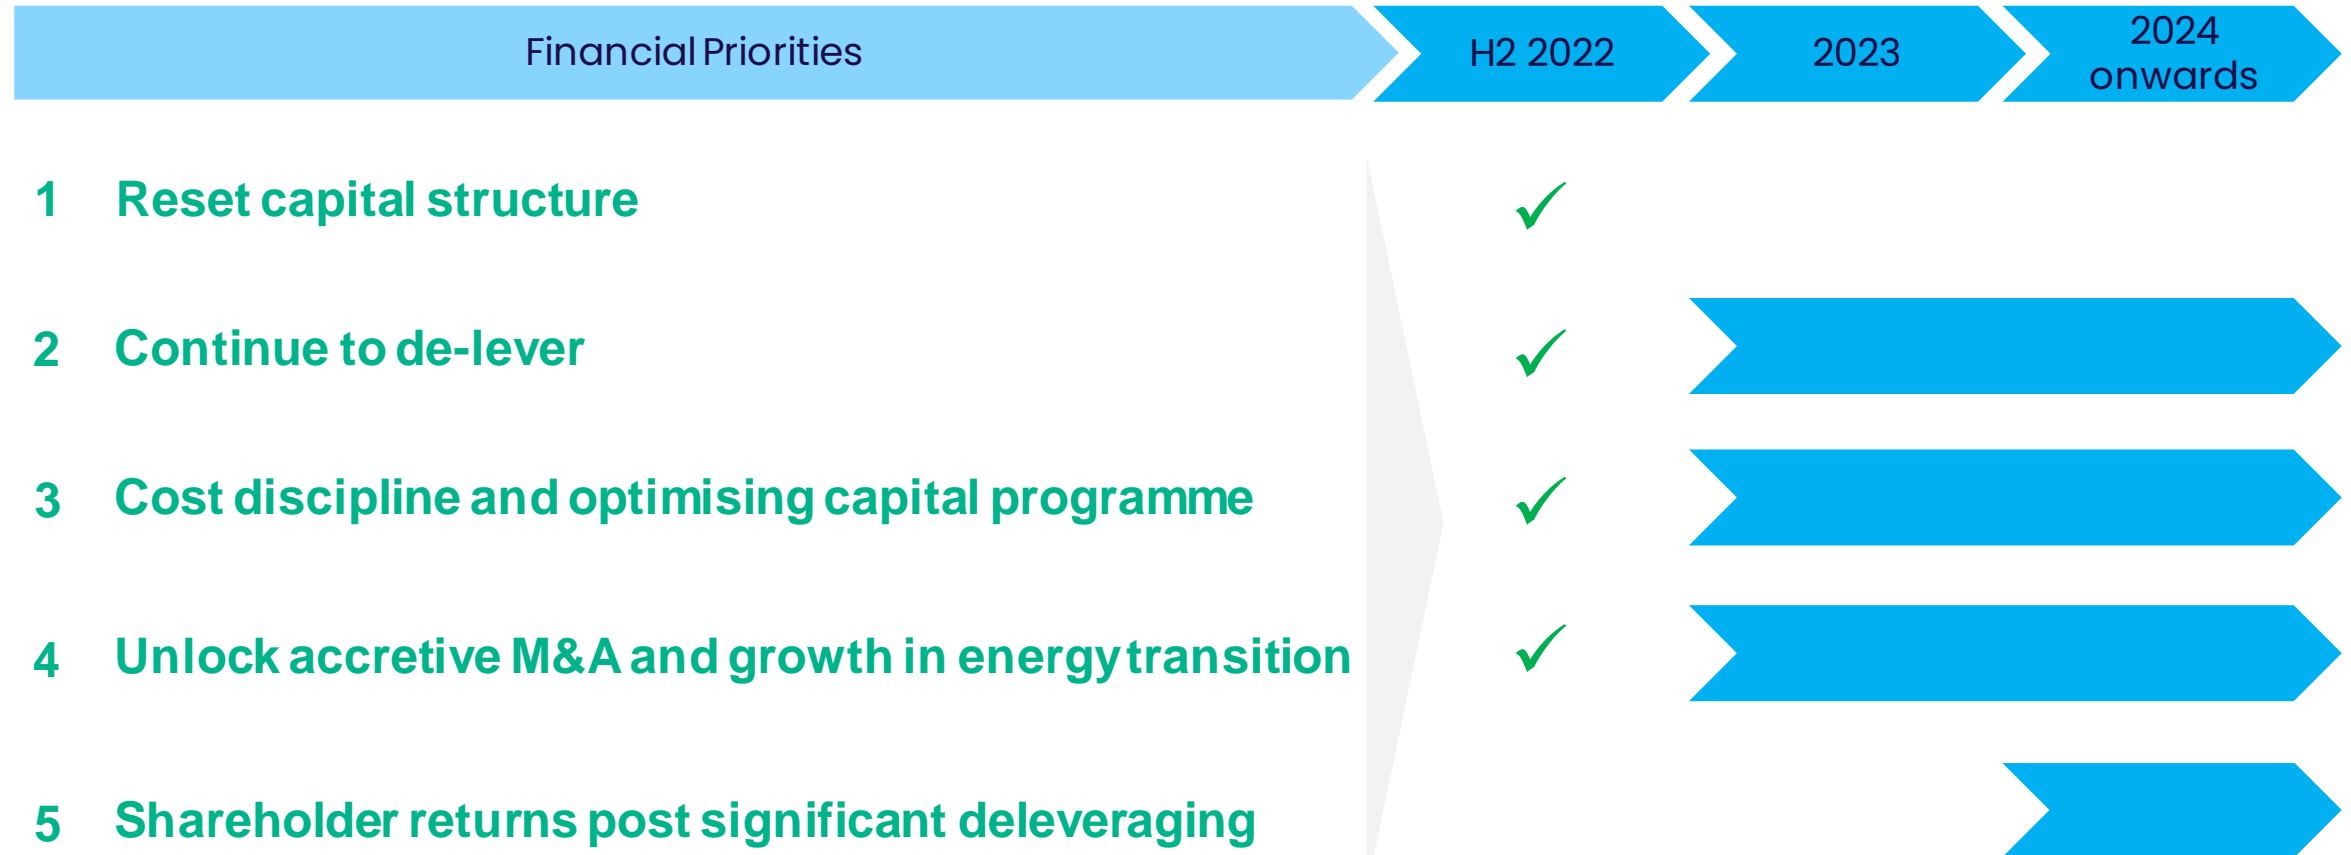 Financial Priorities
H2 2022
2023
2024
onwards
1 Reset capital structure
2 Continue to de-lever
3 Cost discipline and optimising capital programme
4 Unlock accretive M&A and growth in energy transition
5 Shareholder returns post significant deleveraging